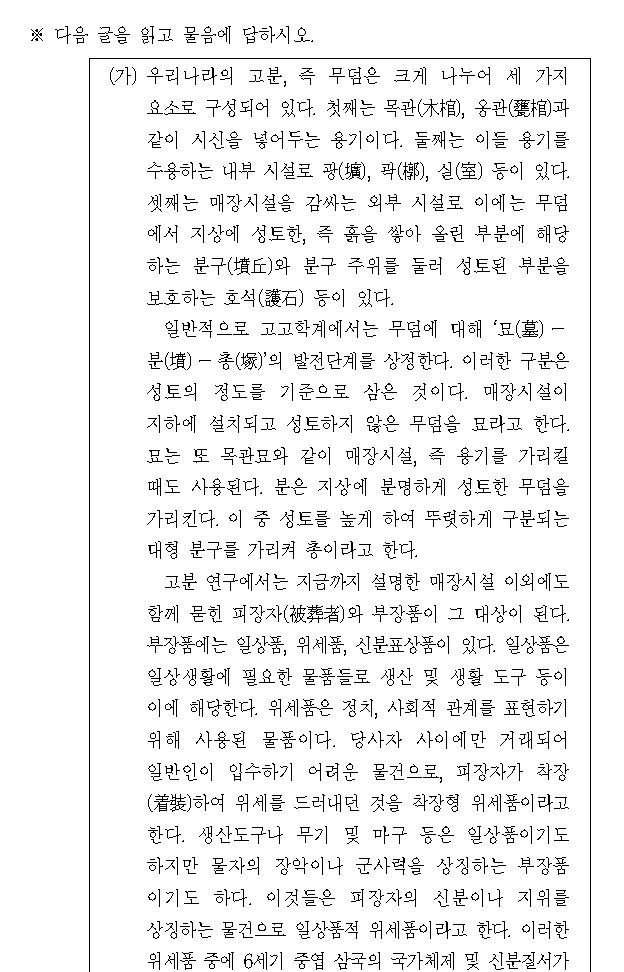 ※ 다음 글을 읽고 물음에 답하시오.
(가) 우리나라의 고분, 즉 무덤은 크게 나누어 세 가지
요소로 구성되어 있다. 첫째는 목관(木棺), 옹관(甕棺)과
같이 시신을 넣어두는 용기이다. 둘째는 이들 용기를
수용하는 내부 시설로 광(壙), 곽(槨), 실(室) 등이 있다.
셋째는 매장시설을 감싸는 외부 시설로 이에는 무덤
에서 지상에 성토한, 즉 흙을 쌓아 올린 부분에 해당
하는 분구(墳丘)와 분구 주위를 둘러 성토된 부분을
보호하는 호석(護石) 등이 있다.
일반적으로 고고학계에서는 무덤에 대해 ‘묘(墓)－
분(墳)－총(塚)’의 발전단계를 상정한다. 이러한 구분은
성토의 정도를 기준으로 삼은 것이다. 매장시설이
지하에 설치되고 성토하지 않은 무덤을 묘라고 한다.
묘는 또 목관묘와 같이 매장시설, 즉 용기를 가리킬
때도 사용된다. 분은 지상에 분명하게 성토한 무덤을
가리킨다. 이 중 성토를 높게 하여 뚜렷하게 구분되는
대형 분구를 가리켜 총이라고 한다.
고분 연구에서는 지금까지 설명한 매장시설 이외에도
함께 묻힌 피장자(被葬者)와 부장품이 그 대상이 된다.
부장품에는 일상품, 위세품, 신분표상품이 있다. 일상품은
일상생활에 필요한 물품들로 생산 및 생활 도구 등이
이에 해당한다. 위세품은 정치, 사회적 관계를 표현하기
위해 사용된 물품이다. 당사자 사이에만 거래되어
일반인이 입수하기 어려운 물건으로, 피장자가 착장
(着裝)하여 위세를 드러내던 것을 착장형 위세품이라고
한다. 생산도구나 무기 및 마구 등은 일상품이기도
하지만 물자의 장악이나 군사력을 상징하는 부장품
이기도 하다. 이것들은 피장자의 신분이나 지위를
상징하는 물건으로 일상품적 위세품이라고 한다. 이러한
위세품 중에 6세기 중엽 삼국의 국가체제 및 신분질서가